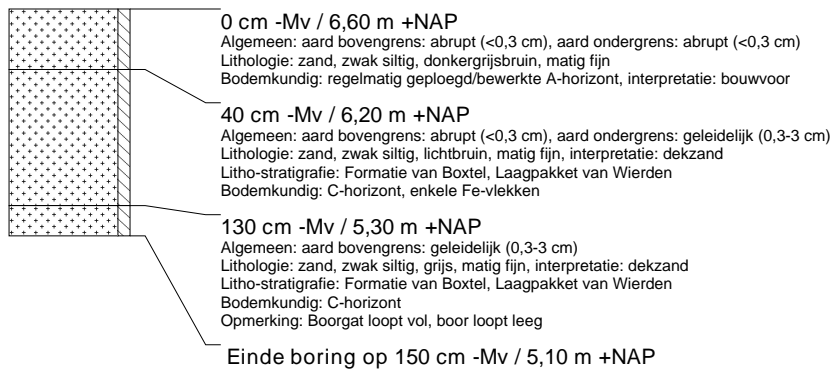 0 cm -Mv / 6,60 m +NAP
Algemeen: aard bovengrens: abrupt (<0,3 cm), aard ondergrens: abrupt (<0,3 cm)
Lithologie: zand, zwak siltig, donkergrijsbruin, matig fijn
Bodemkundig: regelmatig geploegd/bewerkte A-horizont, interpretatie: bouwvoor
40 cm -Mv / 6,20 m +NAP
Algemeen: aard bovengrens: abrupt (<0,3 cm), aard ondergrens: geleidelijk (0,3-3 cm)
Lithologie: zand, zwak siltig, lichtbruin, matig fijn, interpretatie: dekzand
Litho-stratigrafie: Formatie van Boxtel, Laagpakket van Wierden
Bodemkundig: C-horizont, enkele Fe-vlekken
130 cm -Mv / 5,30 m +NAP
Algemeen: aard bovengrens: geleidelijk (0,3-3 cm)
Lithologie: zand, zwak siltig, grijs, matig fijn, interpretatie: dekzand
Litho-stratigrafie: Formatie van Boxtel, Laagpakket van Wierden
Bodemkundig: C-horizont
Opmerking: Boorgat loopt vol, boor loopt leeg
Einde boring op 150 cm -Mv / 5,10 m +NAP